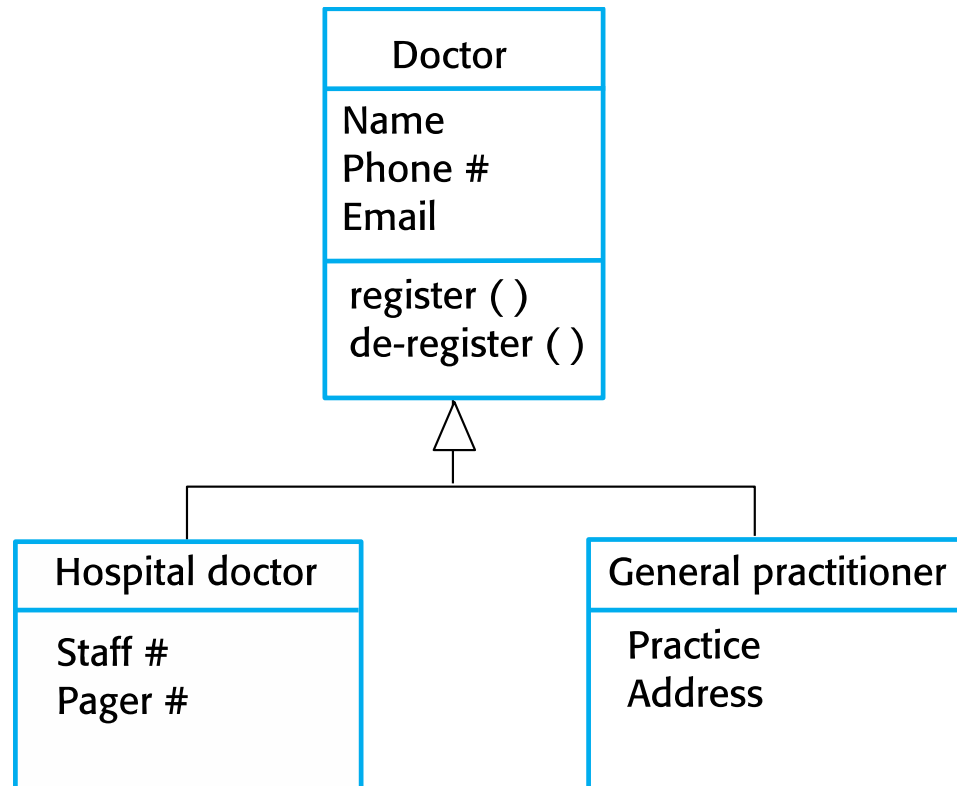 Doctor
Name
Phone #
Email
register ( )
de-register ( )
Hospital doctor
Staff #
Pager #
General practitioner
Practice
Address